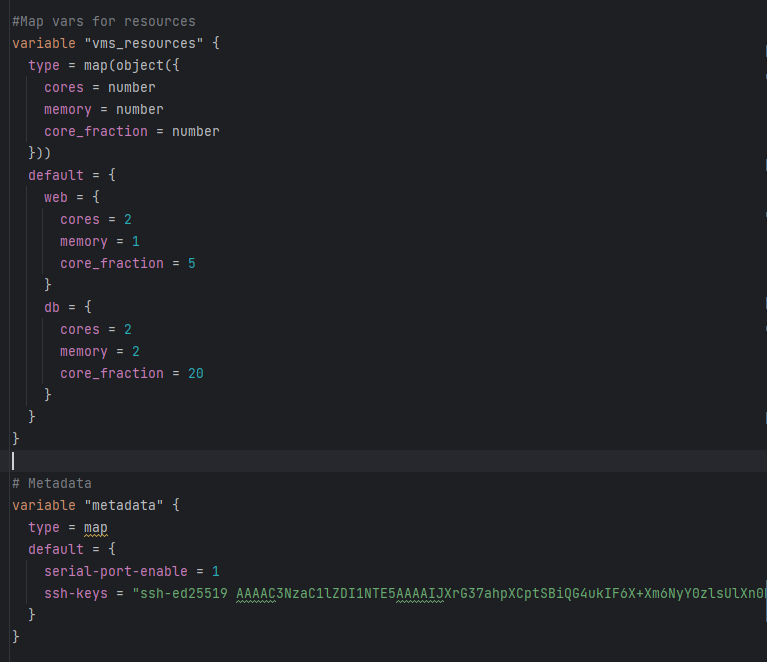 #Map vars for resources
variable "vms_resources" {
  type = map(object({
    cores = number
    memory = number
    core_fraction = number
  }))
  default = {
    web = {
      cores = 2
      memory = 1
      core_fraction = 5
    }
    db = {
      cores = 2
      memory = 2
      core_fraction = 20
    }
  }
}
# Metadata
variable "metadata" {
  type = map
  default = {
    serial-port-enable = 1
    ssh-keys = "ssh-ed25519 AAAAC3NzaC1lZDI1NTE5AAAAIJXrG37ahpXCptSBiQG4ukIF6X+Xm6NyY0zlsUlXn0
  }
}